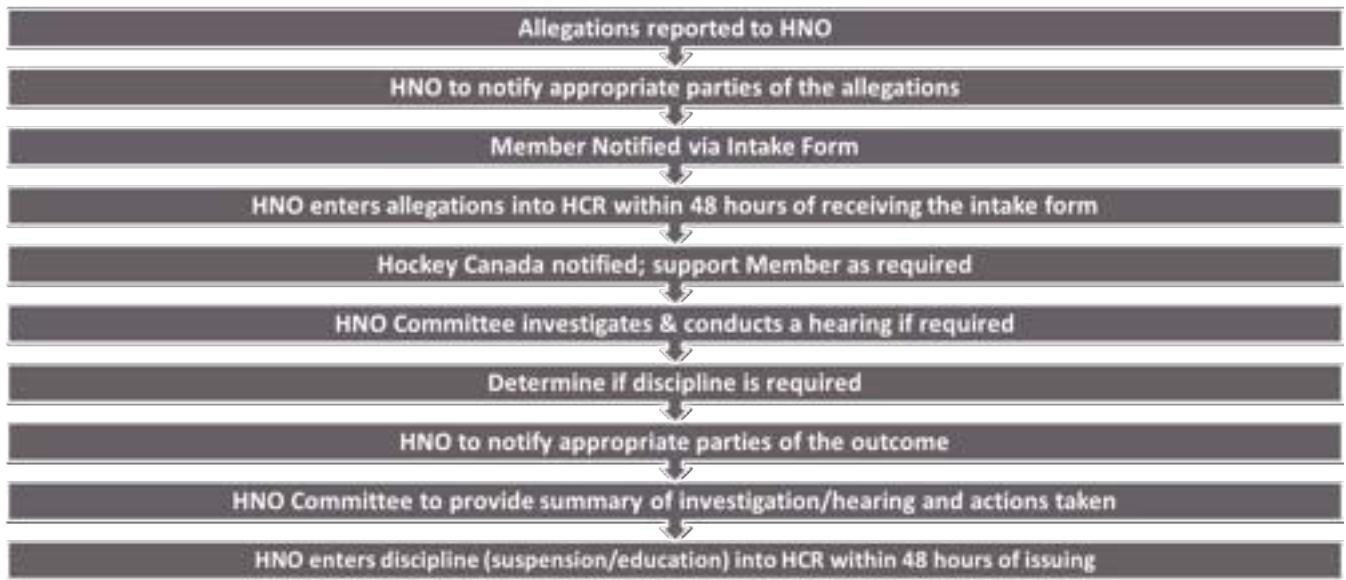 Allegations reported to HNO
HNO to notify appropriate parties of the allegations
Member Notified via Intake Form
HNO enters allegations into HCR within 48 hours of receiving the intake form
Hockey Canada notified; support Member as required
HNO Committee investigates & conducts a hearing if required
Determine if discipline is required
HNO to notify appropriate parties of the outcome
HNO Committee to provide summary of investigation/hearing and actions taken
HNO enters discipline (suspension/education) into HCR within 48 hours of issuing